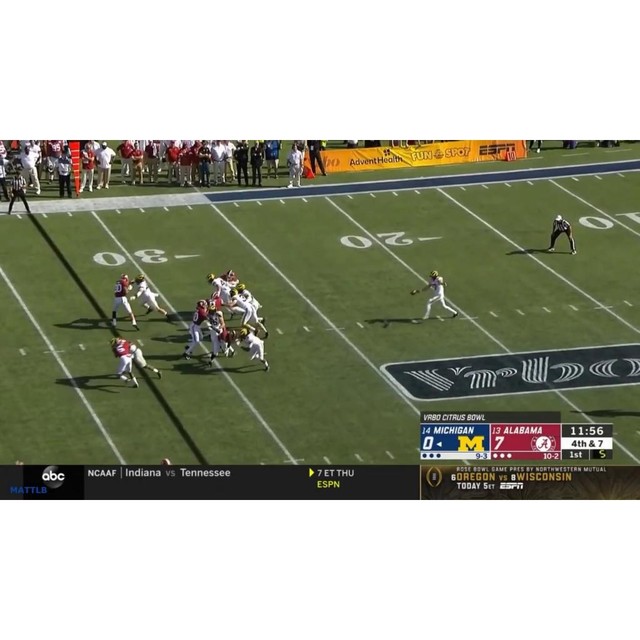 AdventHealth
FUN & SPOT
ESPN
30
20
10
Vrbo
VRBO CITRUS BOWL
14 MICHIGAN
0
M
9-3
13 ALABAMA
7
A
10-2
11:56
4th & 7
1st
5
abc
MATTLB
NCAAF
Indiana vs Tennessee
7 ET THU
ESPN
ROSE BOWL GAME PRES BY NORTHWESTERN MUTUAL
6 OREGON vs 8 WISCONSIN
TODAY 5ET ESPN